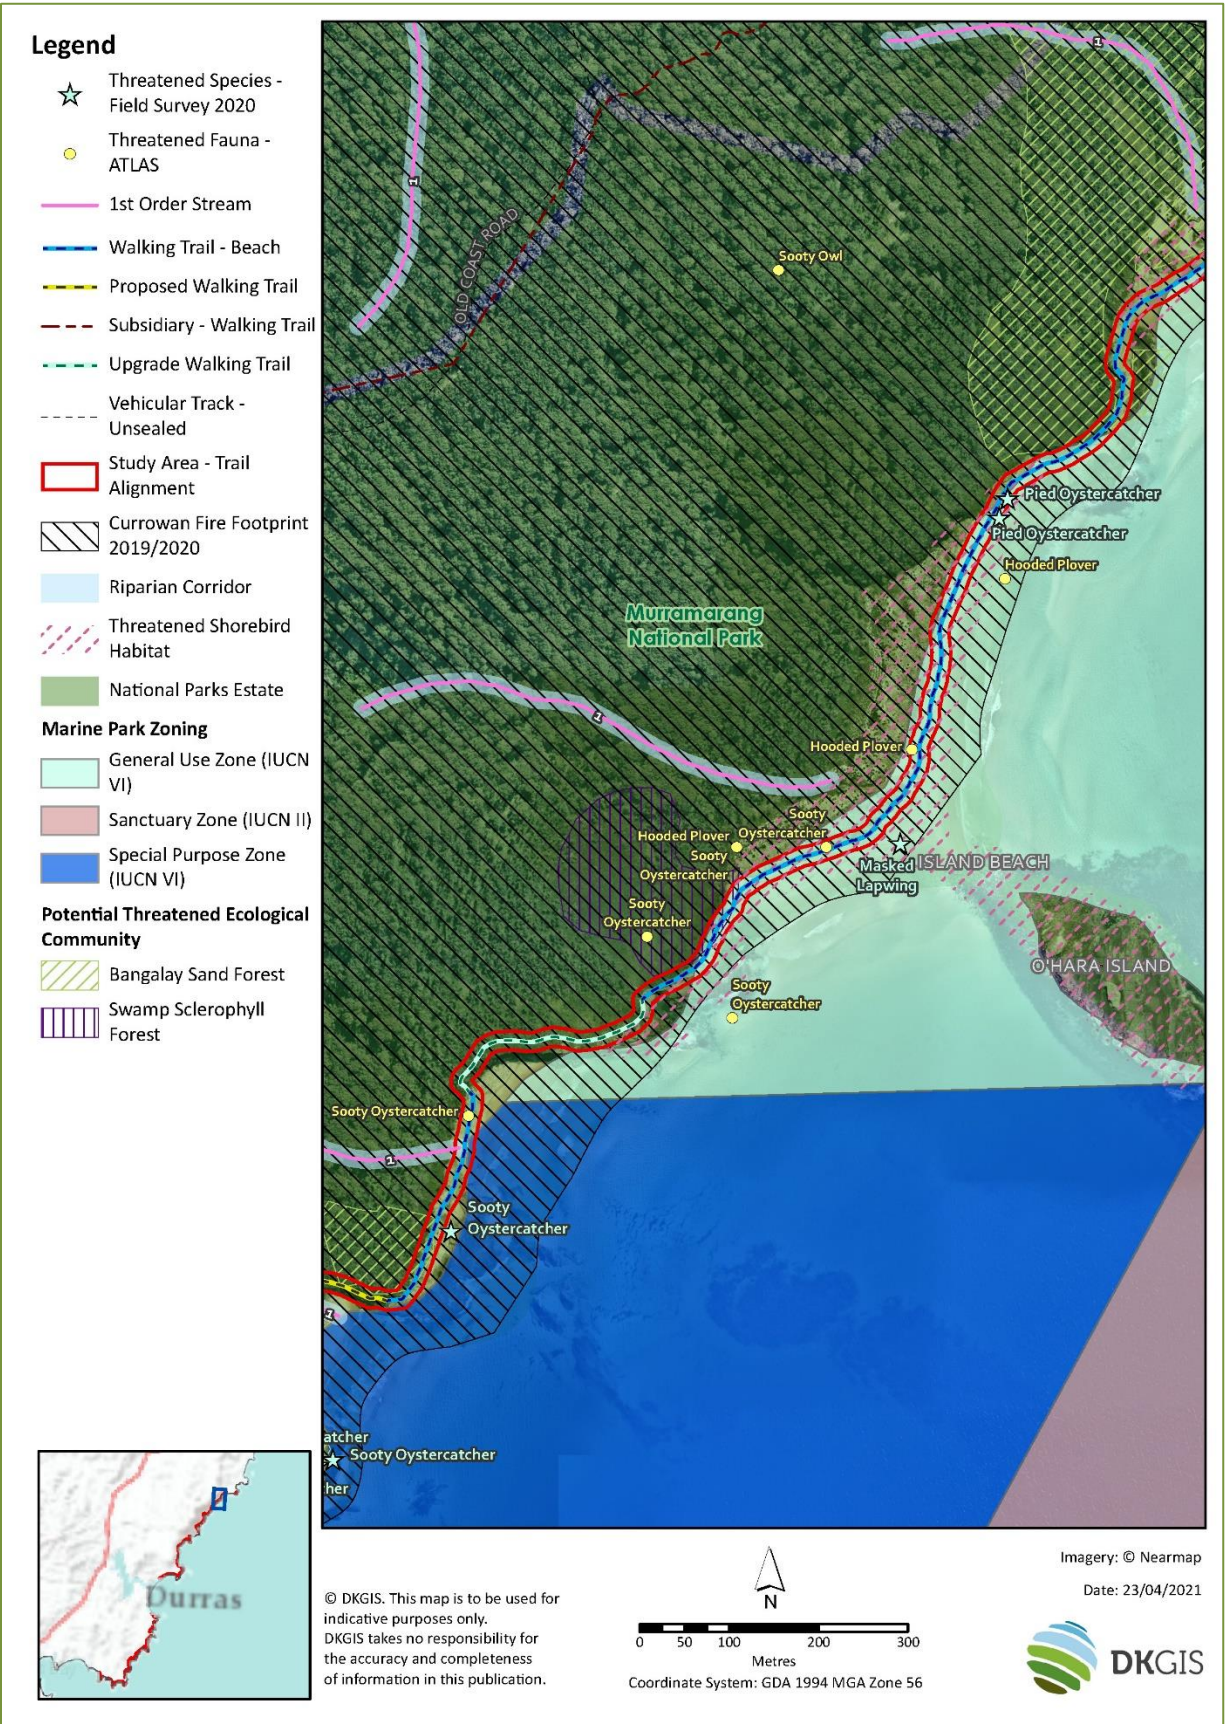 Legend
Threatened Species -
Field Survey 2020
Threatened Fauna -
ATLAS
1st Order Stream
Walking Trail - Beach
Proposed Walking Trail
Subsidiary - Walking Trail
Upgrade Walking Trail
Vehicular Track -
Unsealed
Study Area - Trail
Alignment
Currowan Fire Footprint
2019/2020
Riparian Corridor
Threatened Shorebird
Habitat
National Parks Estate
Marine Park Zoning
General Use Zone (IUCN
VI)
Sanctuary Zone (IUCN II)
Special Purpose Zone
(IUCN VI)
Potential Threatened Ecological
Community
Bangalay Sand Forest
Swamp Sclerophyll
Forest
1
1
OLD COAST ROAD
Sooty Owl
Pied Oystercatcher
Pied Oystercatcher
Hooded Plover
Murramarang
National Park
1
Hooded Plover
Sooty
Oystercatcher
Hooded Plover
Sooty
Oystercatcher
Masked
Lapwing
ISLAND BEACH
Sooty
Oystercatcher
O'HARA ISLAND
Sooty
Oystercatcher
Sooty Oystercatcher
1
Sooty
Oystercatcher
1
atcher
Sooty Oystercatcher
cher
Durras
© DKGIS. This map is to be used for
indicative purposes only.
DKGIS takes no responsibility for
the accuracy and completeness
of information in this publication.
N
0 50 100 200 300
Metres
Coordinate System: GDA 1994 MGA Zone 56
Imagery: © Nearmap
Date: 23/04/2021
DKGIS